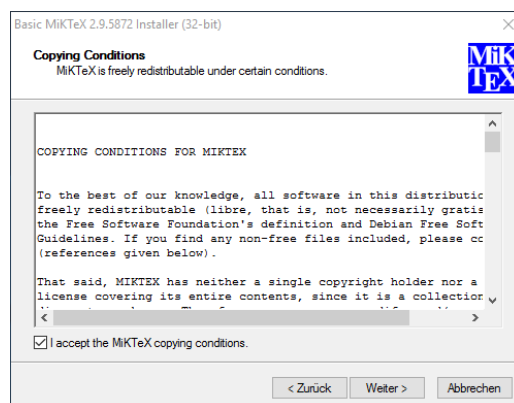 Basic MiKTeX 2.9.5872 Installer (32-bit)
Copying Conditions
MiKTeX is freely redistributable under certain conditions.
MiK
TEX
COPYING CONDITIONS FOR MIKTEX
To the best of our knowledge, all software in this distributic
freely redistributable (libre, that is, not necessarily gratis
the Free Software Foundation's definition and Debian Free Soft
Guidelines. If you find any non-free files included, please cc
(references given below).
That said, MIKTEX has neither a single copyright holder nor a
license covering its entire contents, since it is a collection
I accept the MiKTeX copying conditions.
< Zurück
Weiter >
Abbrechen